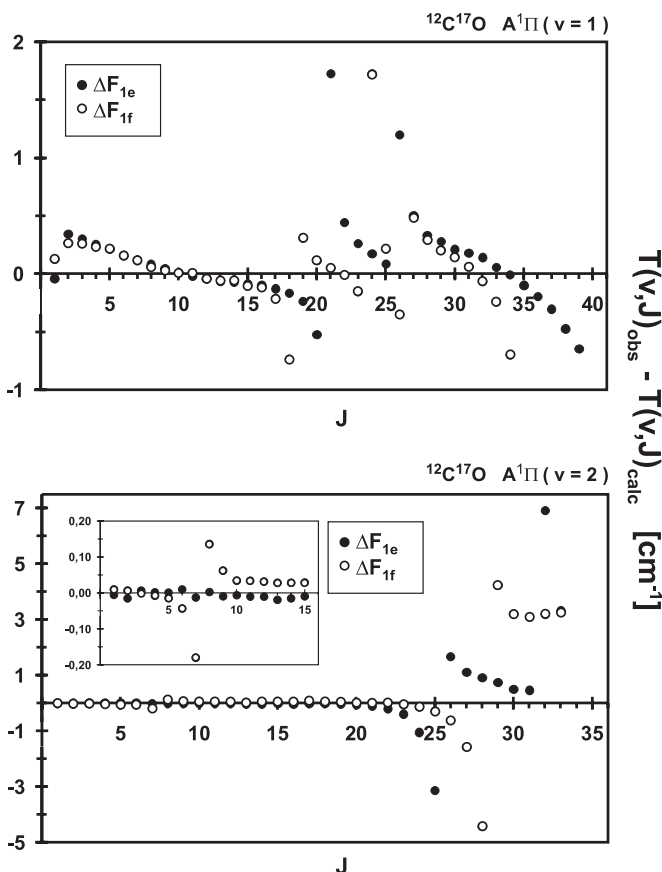 ¹²C¹⁷O A¹Π ( v = 1 )
2
1
0
-1
● ΔF₁ₑ
○ ΔF₁f
5 10 15 20 25 30 35 40
J
T(v,J)obs - T(v,J)calc [cm⁻¹]
¹²C¹⁷O A¹Π ( v = 2 )
7
5
3
1
-1
-3
-5
0,20
0,10
0,00
-0,10
-0,20
5 10 15
● ΔF₁ₑ
○ ΔF₁f
5 10 15 20 25 30 35
J